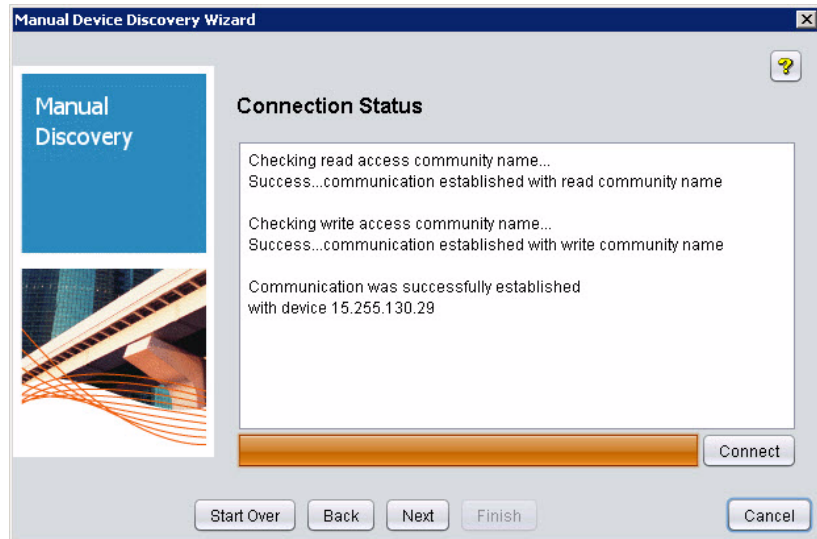 Manual Device Discovery Wizard
Manual
Discovery
Connection Status
Checking read access community name...
Success...communication established with read community name
Checking write access community name...
Success...communication established with write community name
Communication was successfully established
with device 15.255.130.29
Connect
Start Over
Back
Next
Finish
Cancel